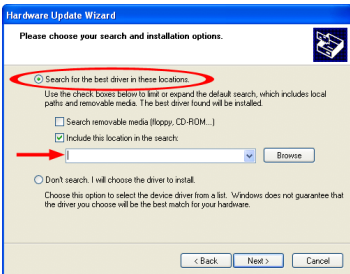 Hardware Update Wizard
Please choose your search and installation options.
Search for the best driver in these locations.
Use the check boxes below to limit or expand the default search, which includes local
paths and removable media. The best driver found will be installed.
Search removable media (floppy, CD-ROM...)
Include this location in the search:
Browse
Don't search. I will choose the driver to install.
Choose this option to select the device driver from a list. Windows does not guarantee that
the driver you choose will be the best match for your hardware.
< Back Next > Cancel